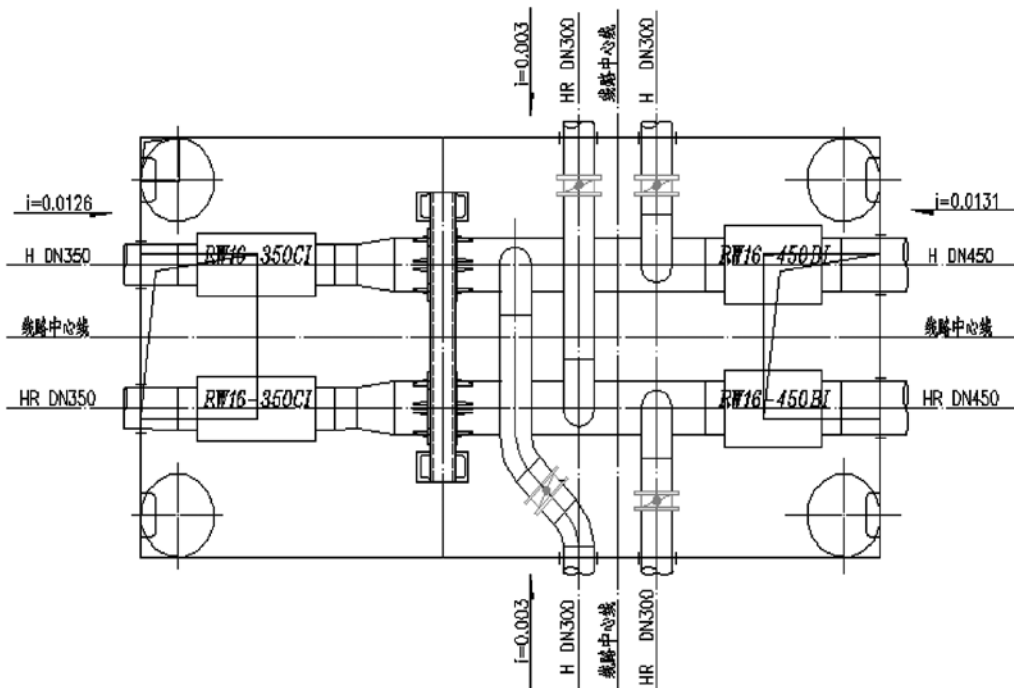 i=0.003
HR DN300
线路中心线
H DN300
i=0.0126
i=0.0131
H DN350
RW16-350CI
RW16-450BI
H DN450
线路中心线
线路中心线
HR DN350
RW16-350CI
RW16-450BI
HR DN450
i=0.003
H DN300
线路中心线
HR DN300